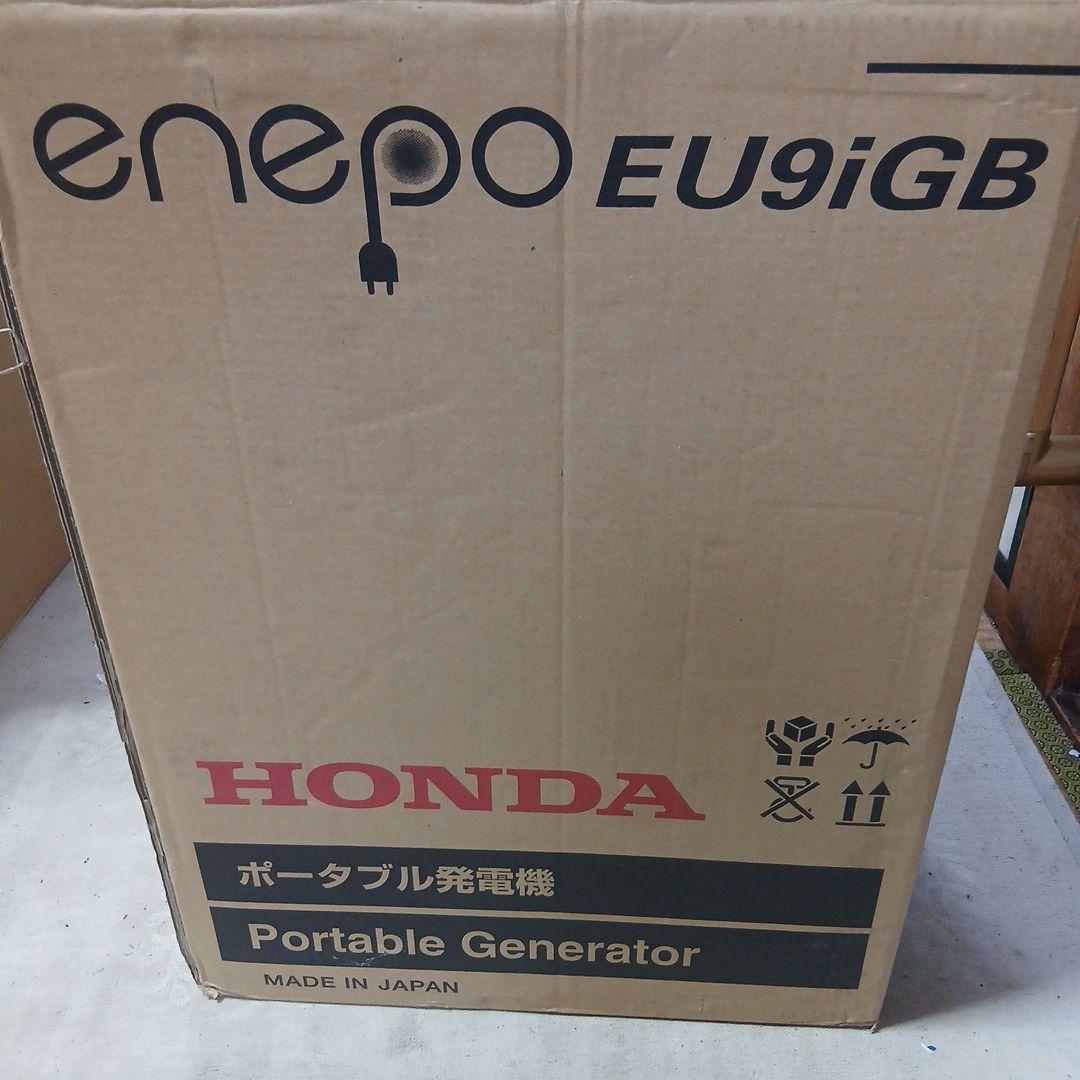 enepo EU9iGB
HONDA
ポータブル発電機
Portable Generator
MADE IN JAPAN